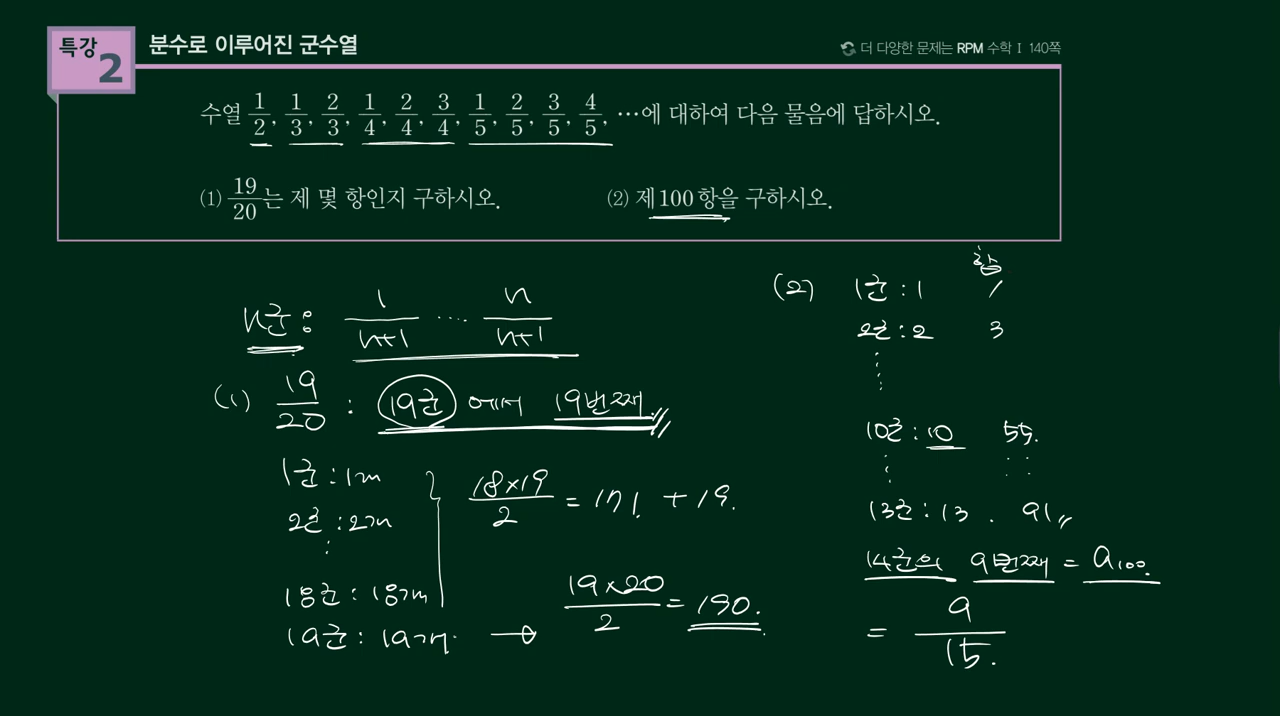 특강 2 분수로 이루어진 군수열
더 다양한 문제는 RPM 수학 Ⅰ 140쪽
수열 1/2, 1/3, 2/3, 1/4, 2/4, 3/4, 1/5, 2/5, 3/5, 4/5, …에 대하여 다음 물음에 답하시오.
(1) 19/20는 제 몇 항인지 구하시오. (2) 제100항을 구하시오.
n군 : 1/n+1 ···· n/n+1
(1) 19/20 : 19군 에서 19번째
1군 : 1개
2군 : 2개
⋮
18군 : 18개
18×19/2 = 171 + 19.
19군 : 19개 → 19×20/2 = 190.
(2) 합
1군 : 1 1
2군 : 2 3
⋮
10군 : 10 55.
⋮ ⋮
13군 : 13 . 91
14군의 9번째 = a100.
= 9/15.